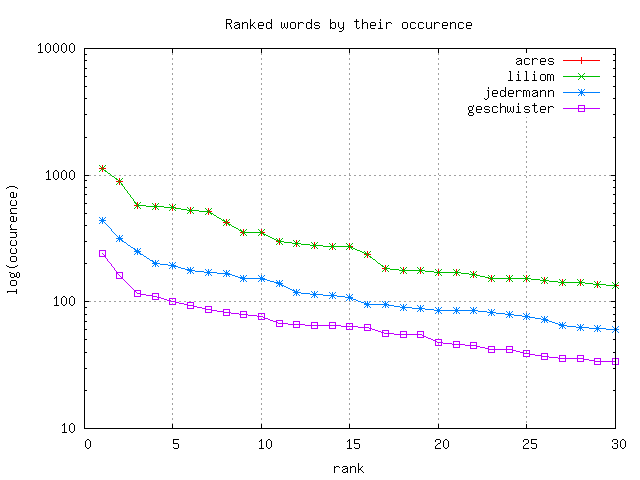 Ranked words by their occurence
10000
1000
100
10
log(occurence)
acres
liliom
jedermann
geschwister
0 5 10 15 20 25 30
rank